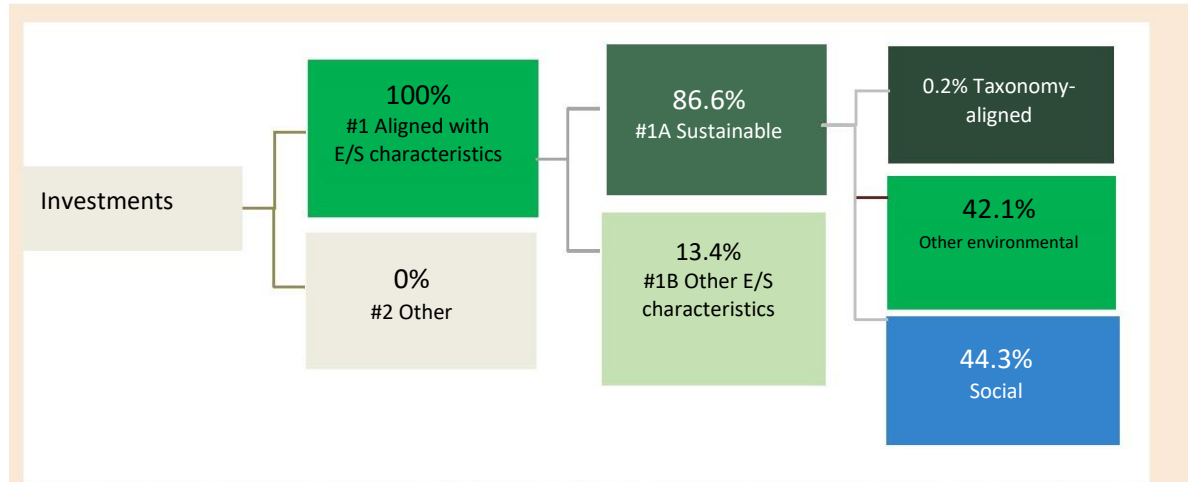 Investments
100%
#1 Aligned with
E/S characteristics
0%
#2 Other
86.6%
#1A Sustainable
13.4%
#1B Other E/S
characteristics
0.2% Taxonomy-
aligned
42.1%
Other environmental
44.3%
Social